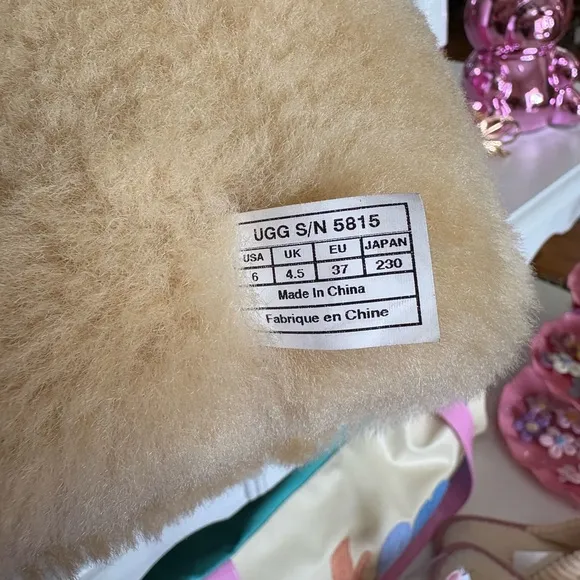 UGG S/N 5815
USA UK EU JAPAN
6 4.5 37 230
Made In China
Fabrique en Chine